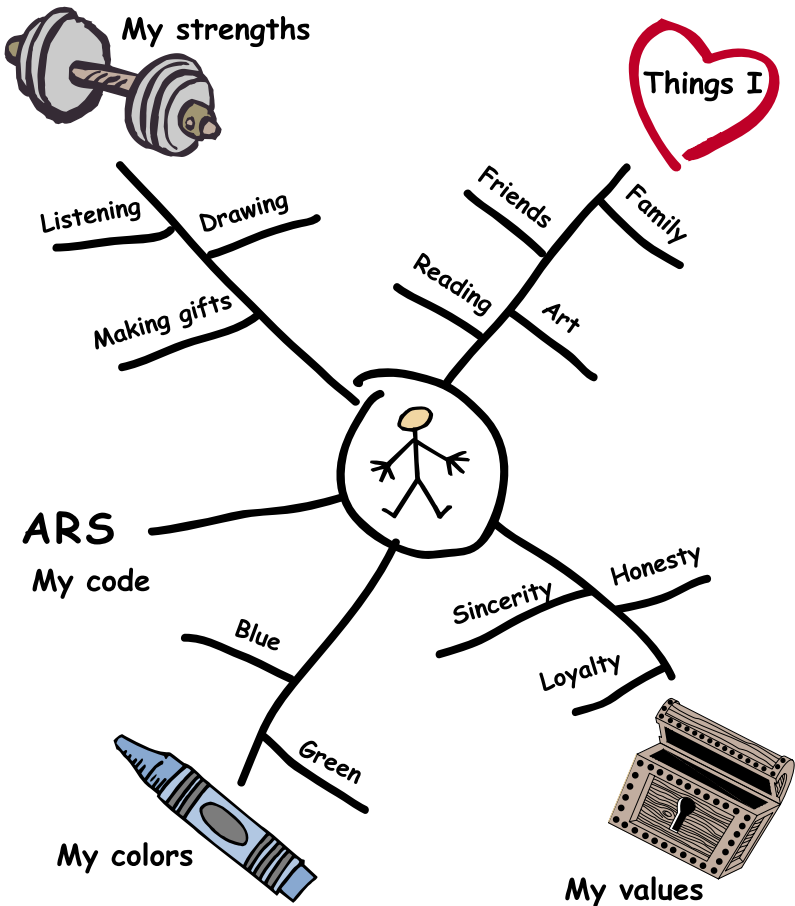 My strengths
Things I
Listening
Drawing
Making gifts
Friends
Family
Reading
Art
ARS
My code
Sincerity
Honesty
Loyalty
Blue
Green
My colors
My values